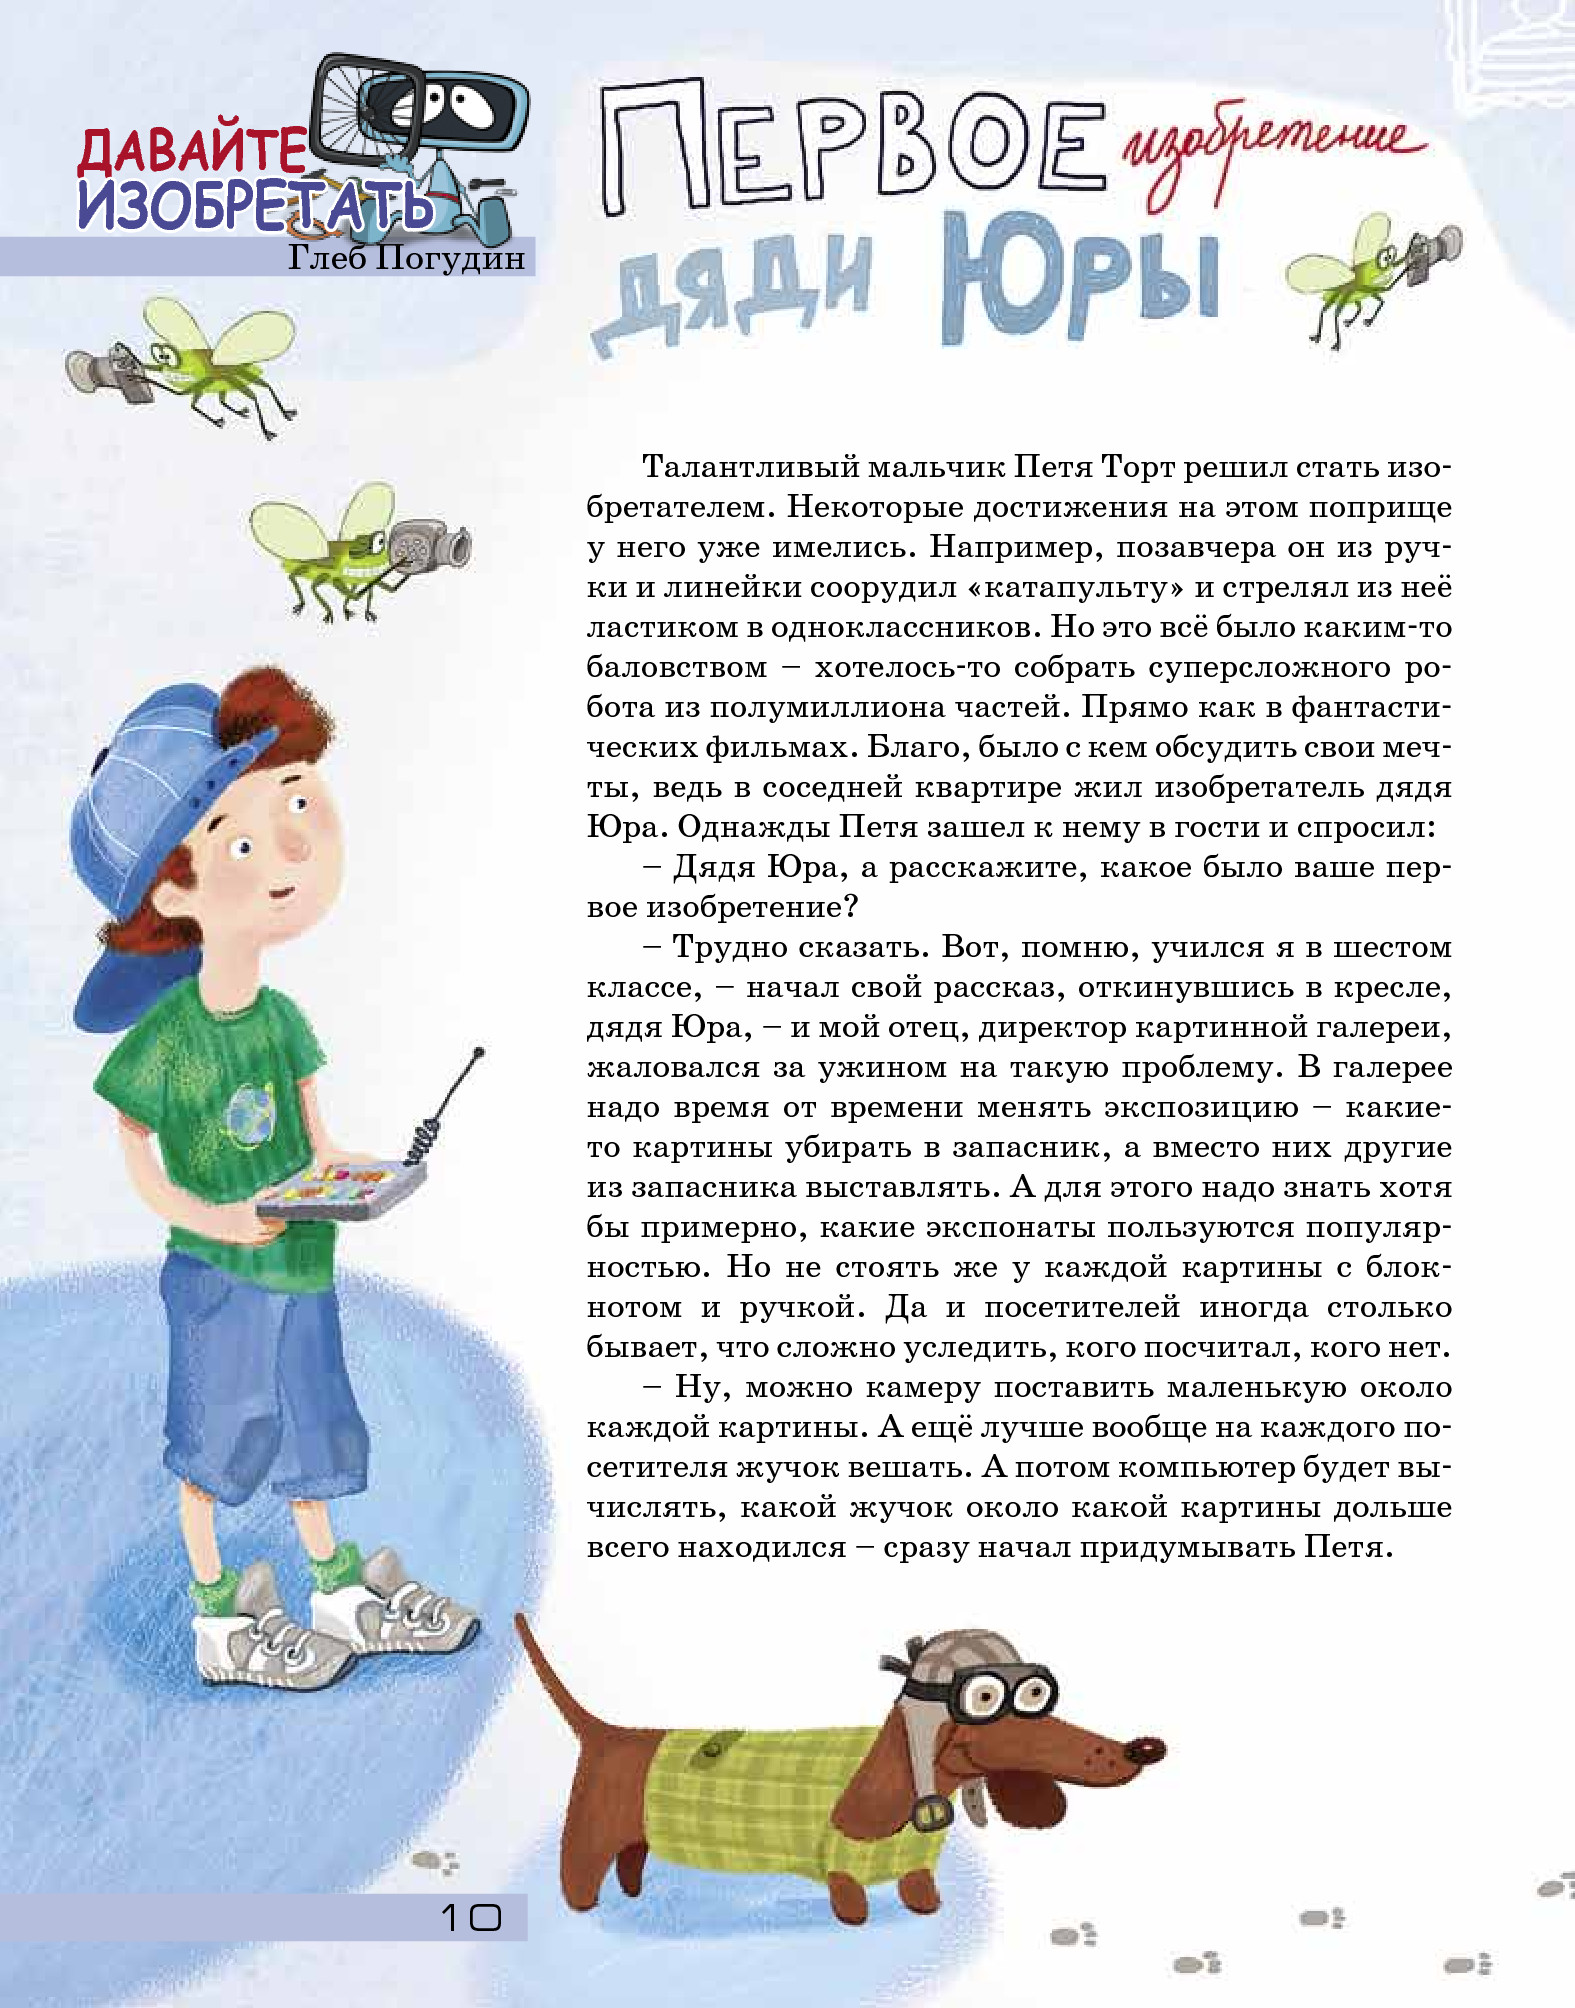 ДАВАЙТЕ
ИЗОБРЕТАТЬ
Глеб Погудин
ПЕРВОЕ изобретение
ДЯДИ ЮРЫ
Талантливый мальчик Петя Торт решил стать изо-
бретателем. Некоторые достижения на этом поприще
у него уже имелись. Например, позавчера он из руч-
ки и линейки соорудил «катапульту» и стрелял из неё
ластиком в одноклассников. Но это всё было каким-то
баловством – хотелось-то собрать суперсложного ро-
бота из полумиллиона частей. Прямо как в фантасти-
ческих фильмах. Благо, было с кем обсудить свои меч-
ты, ведь в соседней квартире жил изобретатель дядя
Юра. Однажды Петя зашел к нему в гости и спросил:
– Дядя Юра, а расскажите, какое было ваше пер-
вое изобретение?
– Трудно сказать. Вот, помню, учился я в шестом
классе, – начал свой рассказ, откинувшись в кресле,
дядя Юра, – и мой отец, директор картинной галереи,
жаловался за ужином на такую проблему. В галерее
надо время от времени менять экспозицию – какие-
то картины убирать в запасник, а вместо них другие
из запасника выставлять. А для этого надо знать хотя
бы примерно, какие экспонаты пользуются популяр-
ностью. Но не стоять же у каждой картины с блок-
нотом и ручкой. Да и посетителей иногда столько
бывает, что сложно уследить, кого посчитал, кого нет.
– Ну, можно камеру поставить маленькую около
каждой картины. А ещё лучше вообще на каждого по-
сетителя жучок вешать. А потом компьютер будет вы-
числять, какой жучок около какой картины дольше
всего находился – сразу начал придумывать Петя.
10